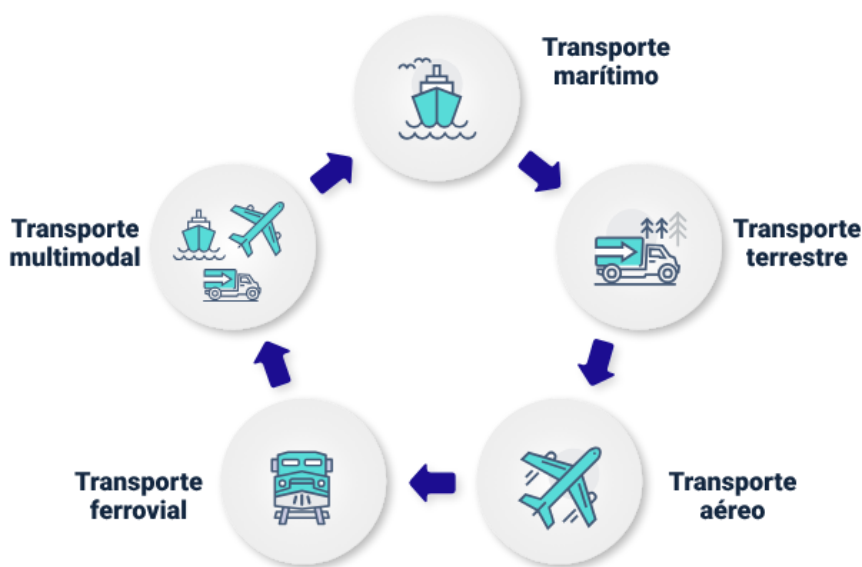 Transporte
marítimo
Transporte
terrestre
Transporte
aéreo
Transporte
ferrovial
Transporte
multimodal